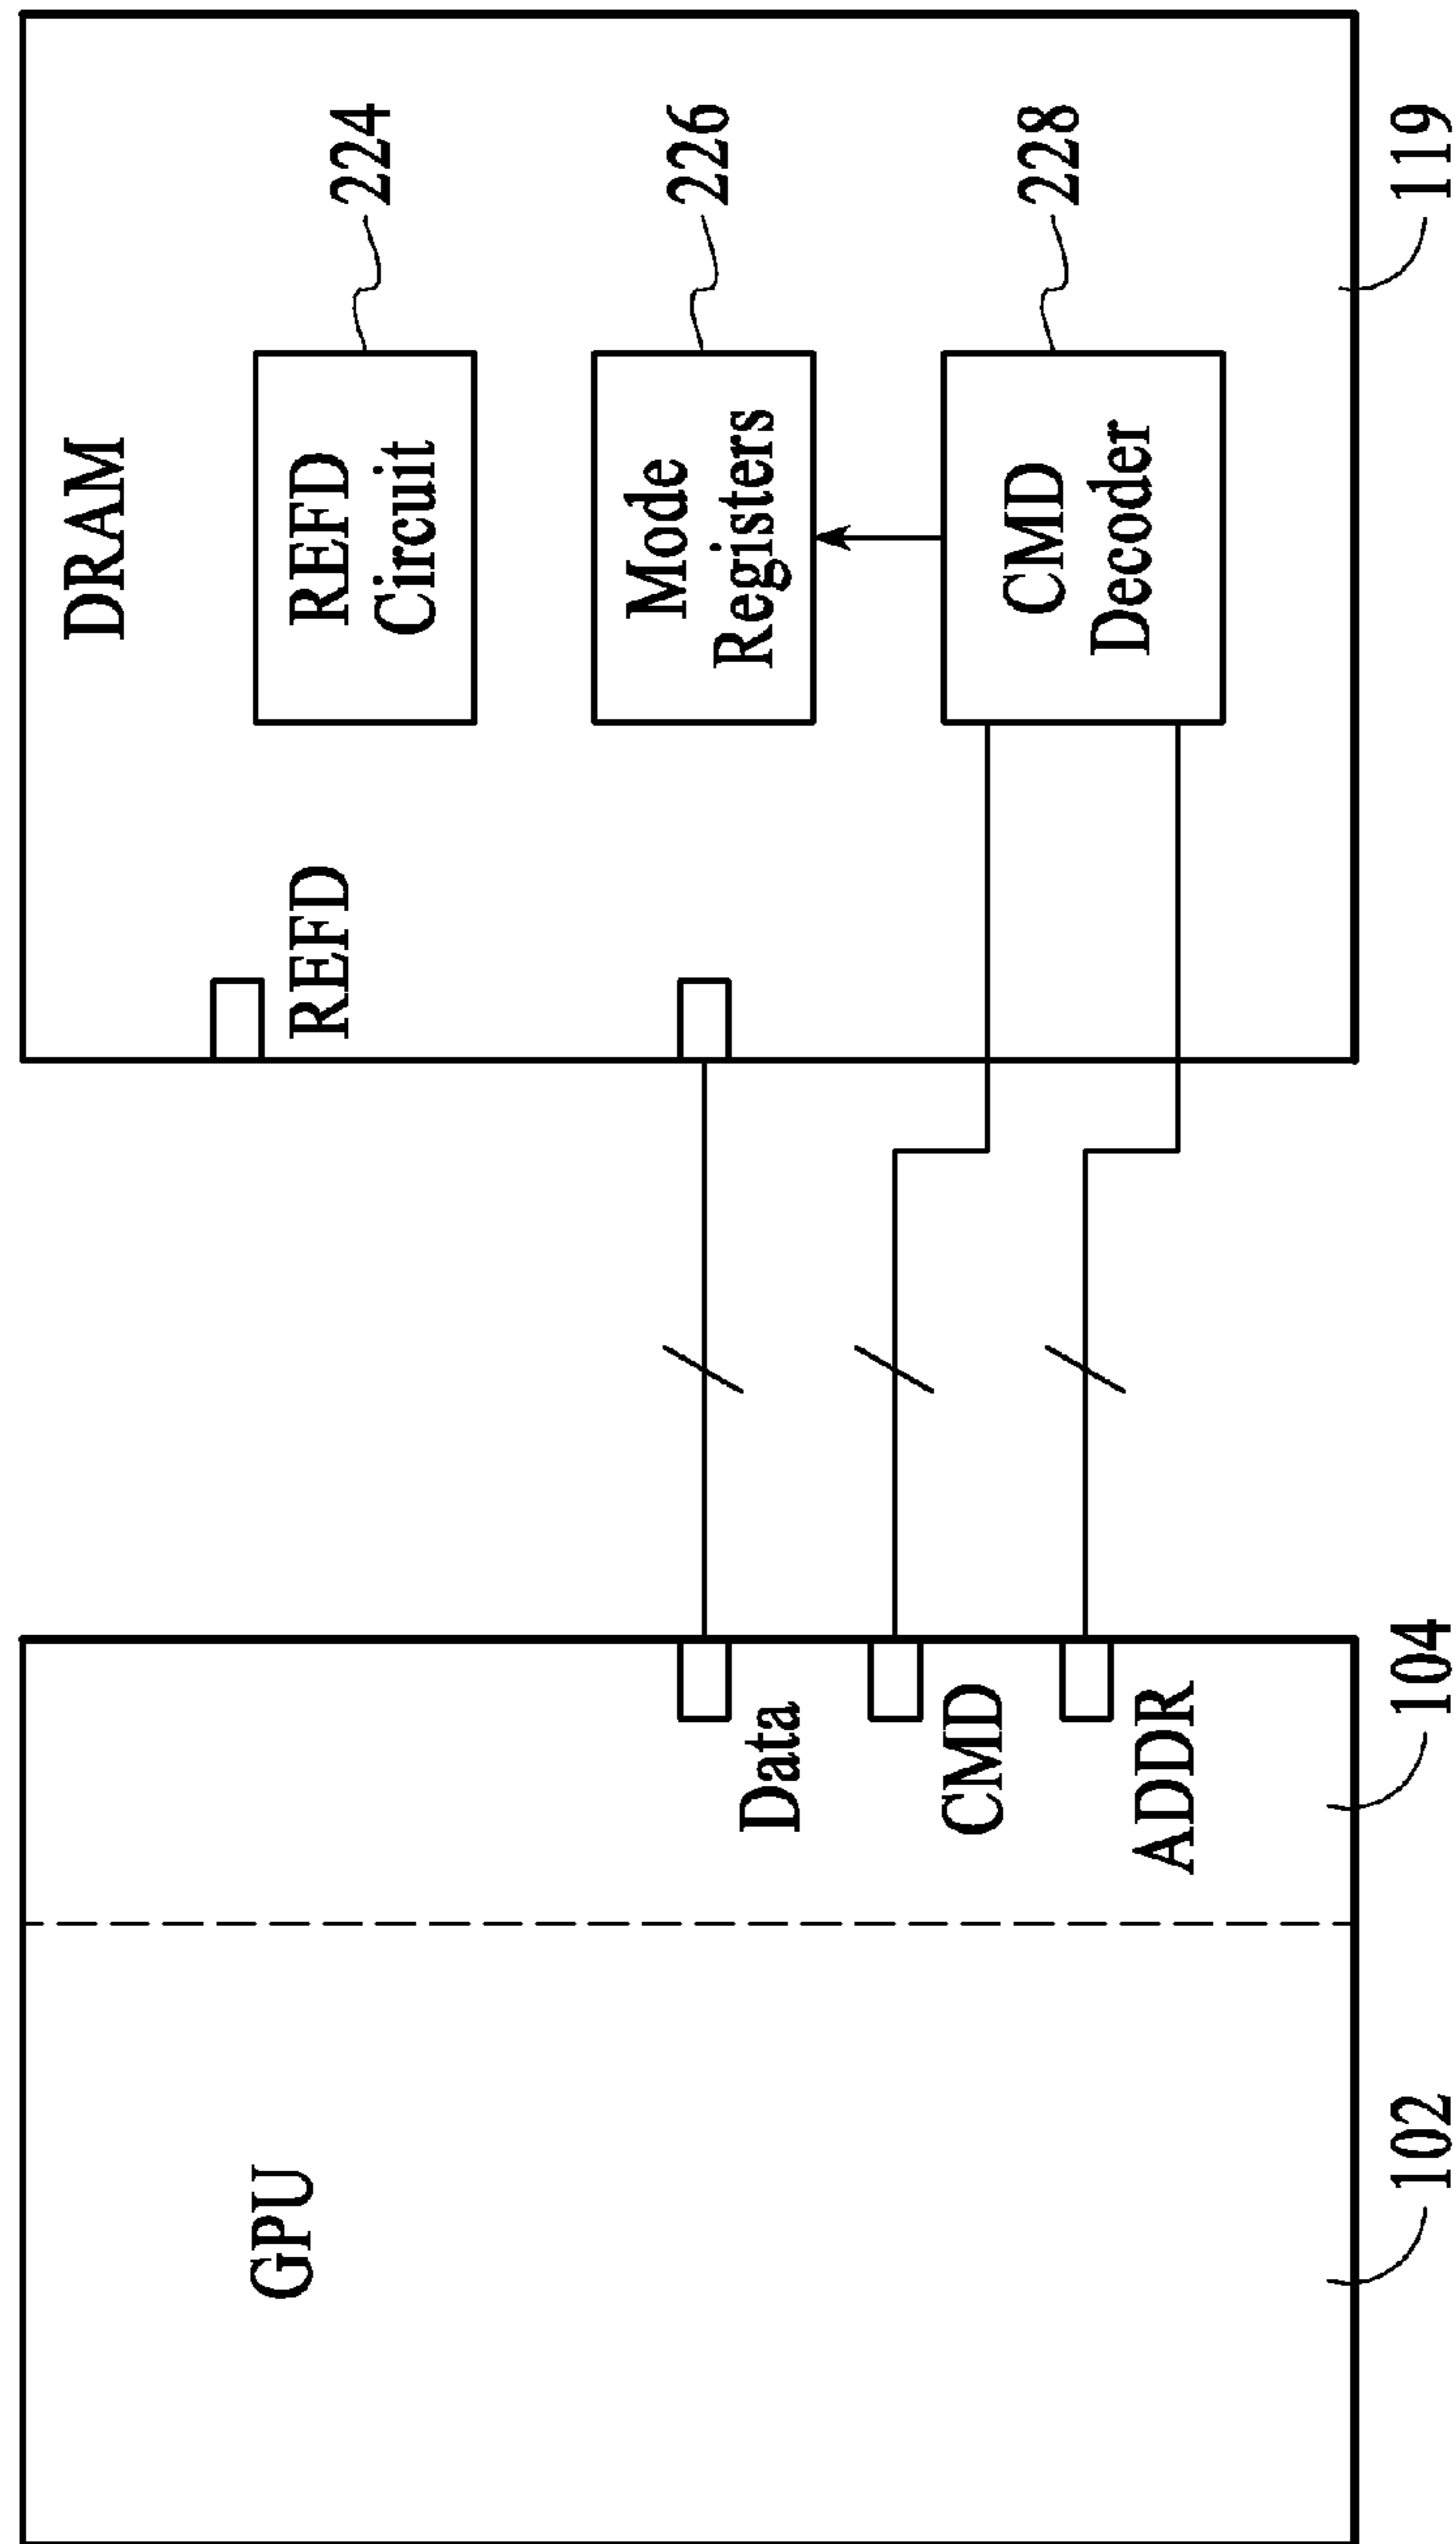 GPU
Data
CMD
ADDR
102
104
DRAM
REFD
REFD
Circuit
224
Mode
Registers
226
CMD
Decoder
228
119